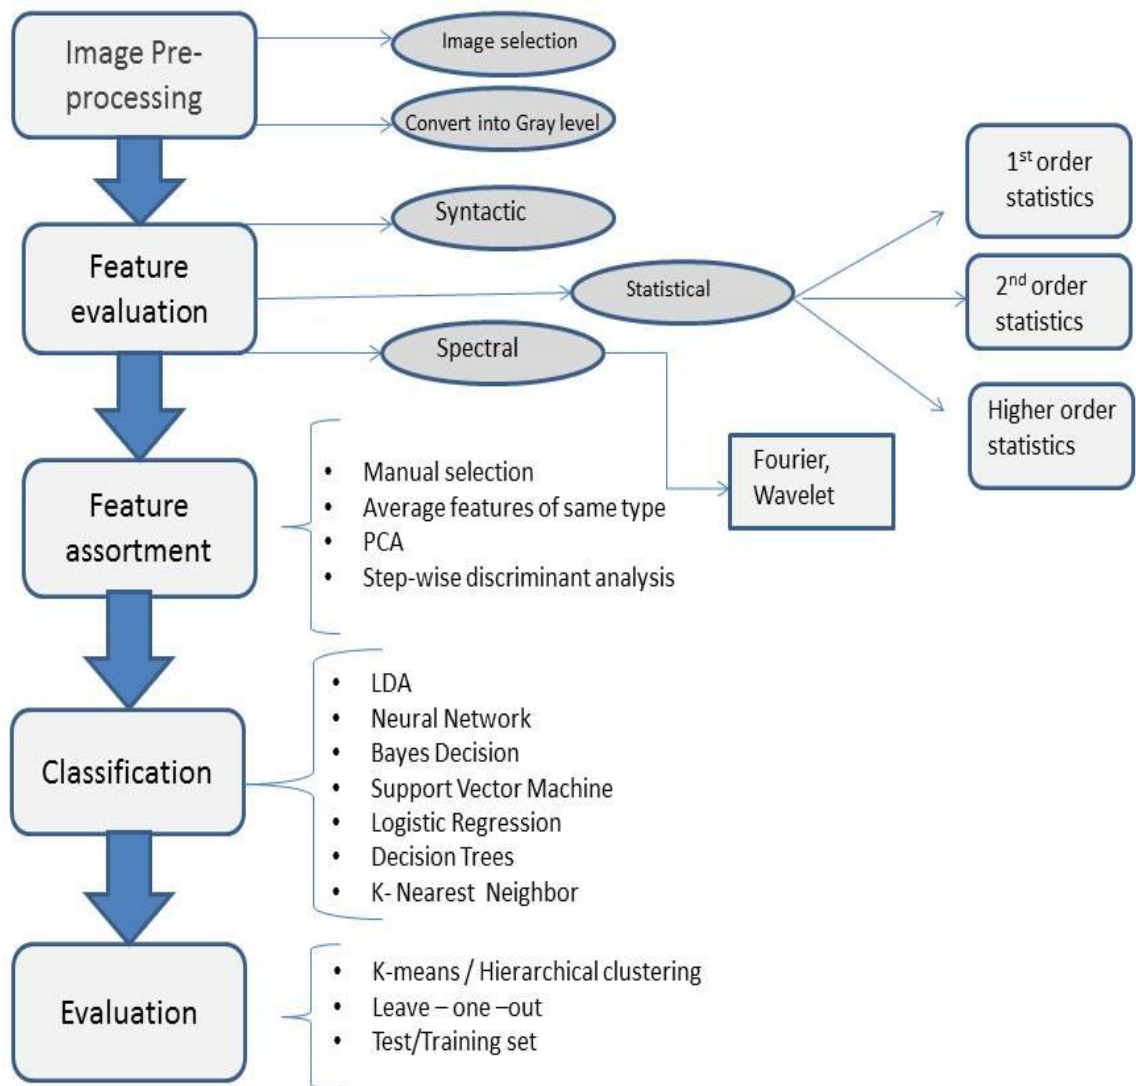 Image Pre-
processing
Image selection
Convert into Gray level
Feature
evaluation
Syntactic
Statistical
Spectral
1st order
statistics
2nd order
statistics
Higher order
statistics
Fourier,
Wavelet
Feature
assortment
• Manual selection
• Average features of same type
• PCA
• Step-wise discriminant analysis
Classification
• LDA
• Neural Network
• Bayes Decision
• Support Vector Machine
• Logistic Regression
• Decision Trees
• K- Nearest Neighbor
Evaluation
• K-means / Hierarchical clustering
• Leave – one –out
• Test/Training set